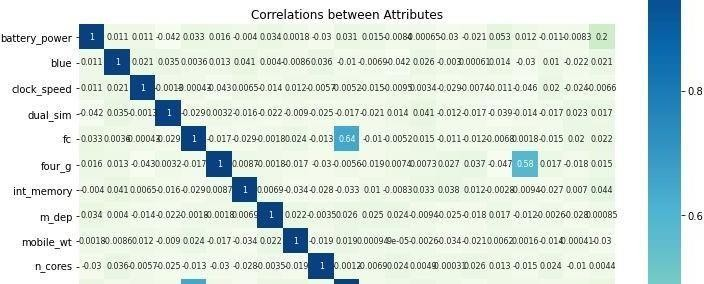 Correlations between Attributes
battery_power 1 0.011 0.011 -0.042 0.033 0.016 -0.004 0.034 0.0018 -0.03 0.031 0.015 -0.0084 -0.00065 -0.03 -0.021 0.053 0.012 -0.011 -0.0083 0.2
blue 0.011 1 0.021 0.035 0.0036 0.013 0.041 0.004 -0.0086 0.036 -0.01 -0.0069 -0.042 0.026 -0.003 0.00061 0.014 -0.03 0.01 -0.022 0.021
0.8
clock_speed 0.011 0.021 1 -0.0013 -0.00043 -0.043 0.0065 -0.014 0.012 -0.0057 -0.0052 -0.015 -0.0095 0.0034 -0.029 -0.0074 -0.011 -0.046 0.02 -0.024 -0.0066
dual_sim -0.042 0.035 -0.0013 1 -0.029 0.0032 -0.016 -0.022 -0.009 -0.025 -0.017 -0.021 0.014 0.041 -0.012 -0.017 -0.039 -0.014 -0.017 0.023 0.017
fc 0.033 0.0036 -0.00043 -0.029 1 -0.017 -0.029 -0.0018 0.024 -0.013 0.64 -0.01 -0.0052 0.015 -0.011 -0.012 -0.0068 0.0018 -0.015 0.02 0.022
four_g 0.016 0.013 -0.043 0.0032 -0.017 1 0.0087 -0.0018 -0.017 -0.03 -0.0056 -0.019 0.0074 -0.0073 0.027 0.037 -0.047 0.58 0.017 -0.018 0.015
int_memory -0.004 0.041 0.0065 -0.016 -0.029 0.0087 1 0.0069 -0.034 -0.028 -0.033 0.01 -0.0083 0.033 0.038 0.012 -0.0028 -0.0094 -0.027 0.007 0.044
m_dep 0.034 0.004 -0.014 -0.022 -0.0018 -0.0018 0.0069 1 0.022 -0.0035 0.026 0.025 0.024 -0.0094 -0.025 -0.018 0.017 -0.012 -0.0026 -0.028 0.00085
0.6
mobile_wt 0.0018 -0.0086 0.012 -0.009 0.024 -0.017 -0.034 0.022 1 -0.019 0.019 0.00094 -9e-05 -0.0026 -0.034 -0.021 0.0062 0.0016 -0.014 -0.00041 -0.03
n_cores -0.03 0.036 -0.0057 -0.025 -0.013 -0.03 -0.028 -0.0035 -0.019 1 -0.0012 -0.0069 0.024 0.0049 -0.00031 0.026 0.013 -0.015 0.024 -0.01 0.0044